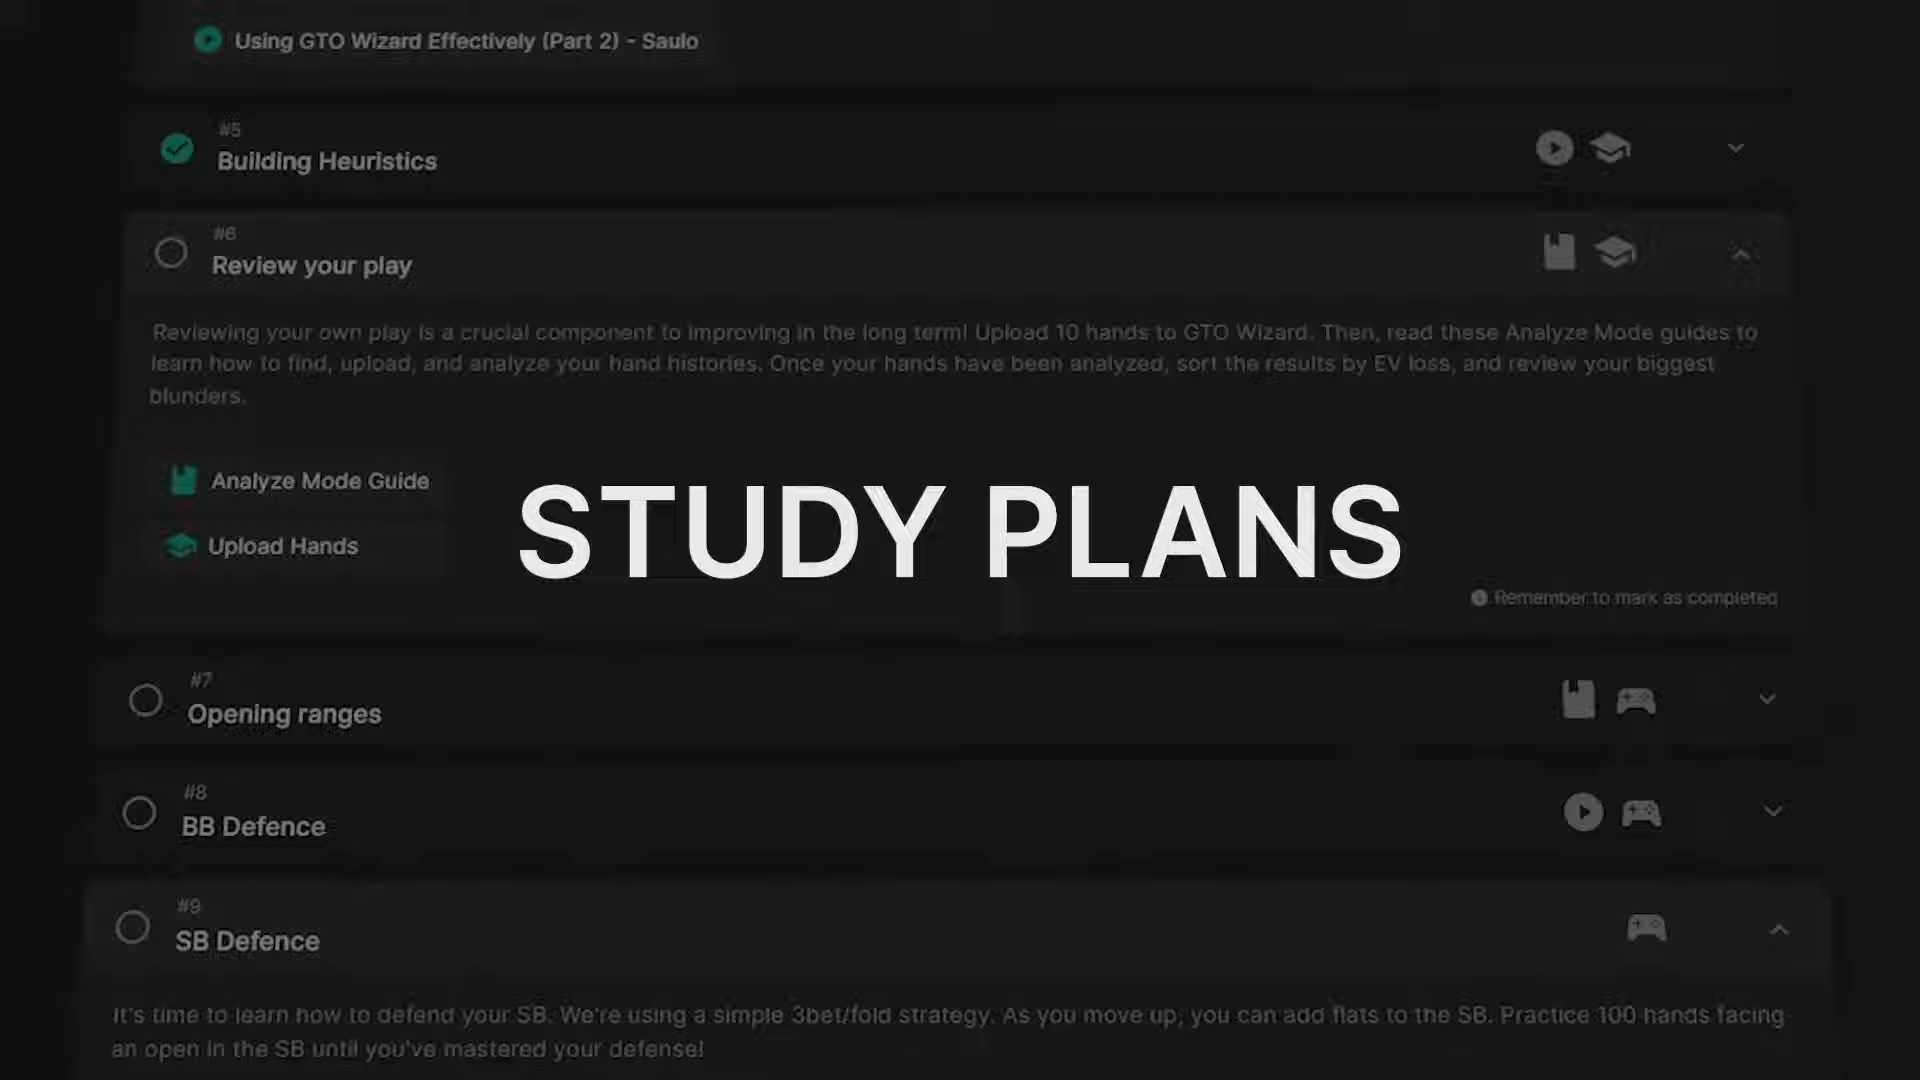 Using GTO Wizard Effectively (Part 2) - Saulo
#5
Building Heuristics
#6
Review your play
Reviewing your own play is a crucial component to improving in the long term! Upload 10 hands to GTO Wizard. Then, read these Analyze Mode guides to
learn how to find, upload, and analyze your hand histories. Once your hands have been analyzed, sort the results by EV loss, and review your biggest
blunders.
Analyze Mode Guide
STUDY PLANS
Upload Hands
Remember to mark as completed
#7
Opening ranges
#8
BB Defence
#9
SB Defence
It's time to learn how to defend your SB. We're using a simple 3bet/fold strategy. As you move up, you can add flats to the SB. Practice 100 hands facing
an open in the SB until you've mastered your defense!